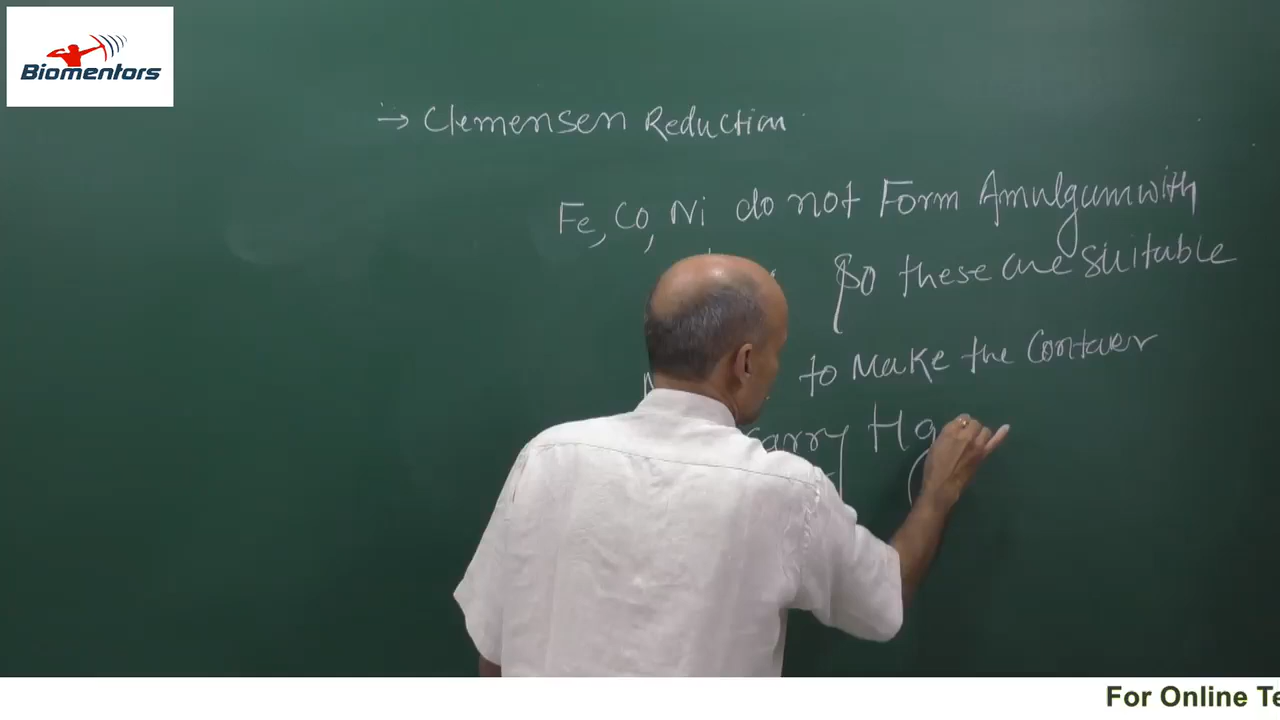 Biomentors
→ Clemensen Reduction
Fe, Co, Ni do not Form Amulgum with
So these are suitable
to Make the Contaver
carry Hg
For Online Te